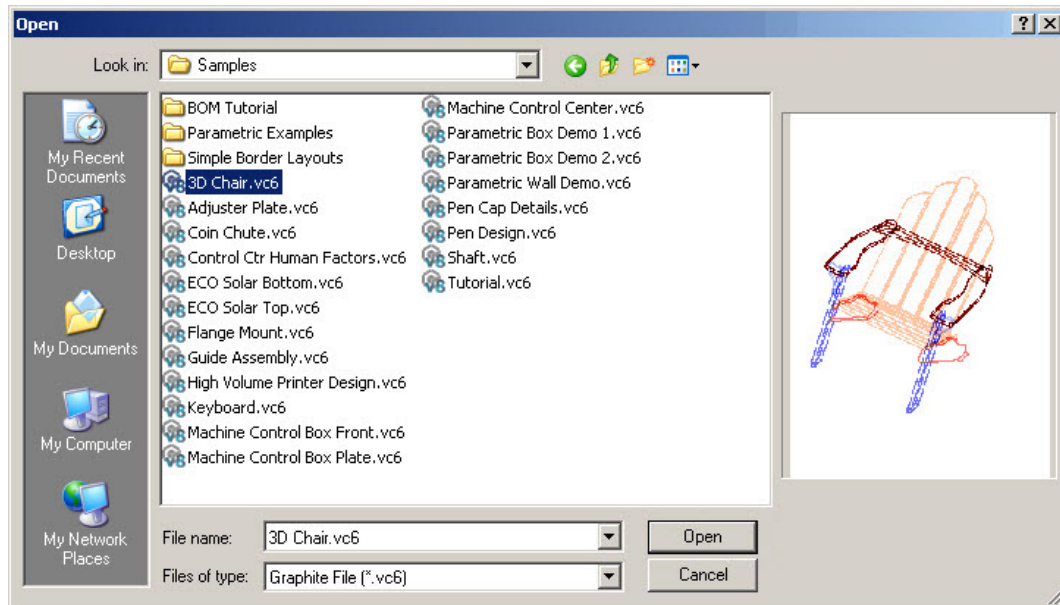 Open
Look in:
Samples
My Recent
Documents
Desktop
My Documents
My Computer
My Network
Places
BOM Tutorial
Parametric Examples
Simple Border Layouts
3D Chair.vc6
Adjuster Plate.vc6
Coin Chute.vc6
Control Ctr Human Factors.vc6
ECO Solar Bottom.vc6
ECO Solar Top.vc6
Flange Mount.vc6
Guide Assembly.vc6
High Volume Printer Design.vc6
Keyboard.vc6
Machine Control Box Front.vc6
Machine Control Box Plate.vc6
Machine Control Center.vc6
Parametric Box Demo 1.vc6
Parametric Box Demo 2.vc6
Parametric Wall Demo.vc6
Pen Cap Details.vc6
Pen Design.vc6
Shaft.vc6
Tutorial.vc6
File name:
3D Chair.vc6
Open
Files of type:
Graphite File (*.vc6)
Cancel